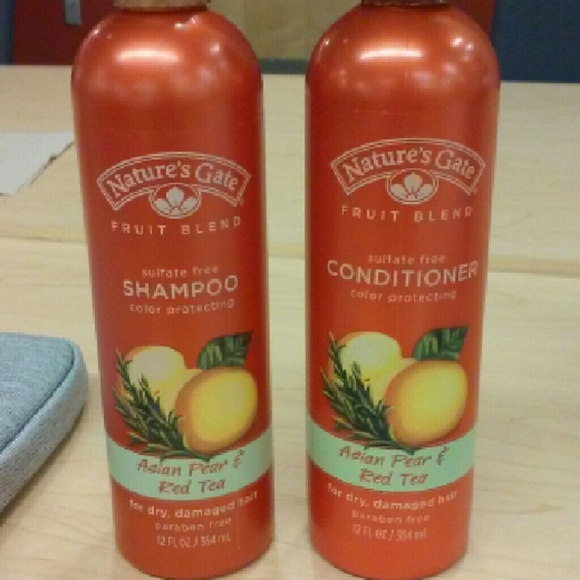 Nature's Gate
FRUIT BLEND
sulfate free
SHAMPOO
color protecting
Asian Pear &
Red Tea
for dry, damaged hair
paraben free
12 FL OZ / 354 mL
Nature's Gate
FRUIT BLEND
sulfate free
CONDITIONER
color protecting
Asian Pear &
Red Tea
for dry, damaged hair
paraben free
12 FL OZ / 354 mL